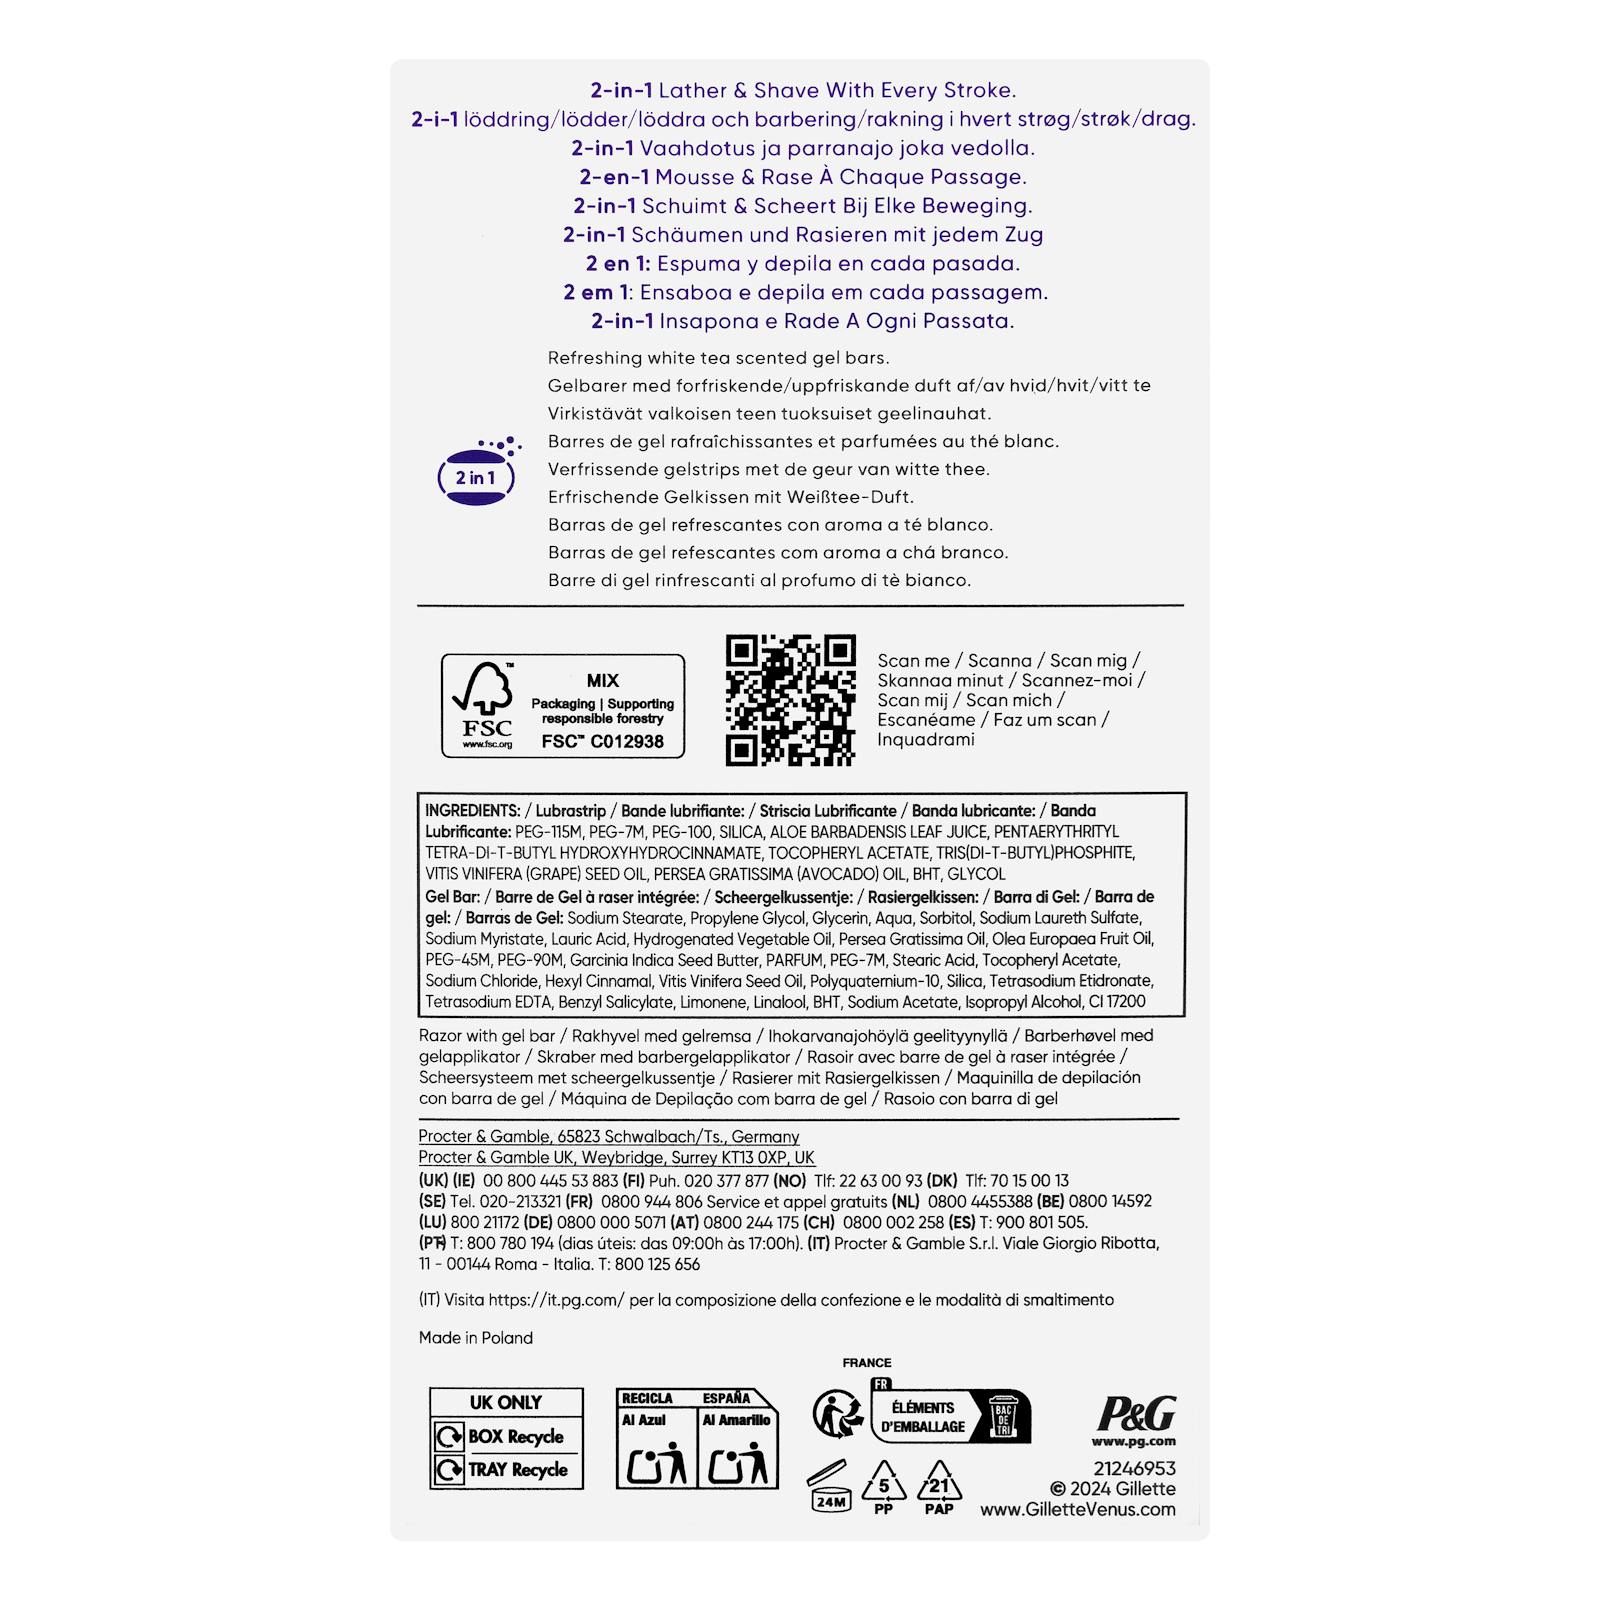 2-in-1 Lather & Shave With Every Stroke.
2-i-1 löddring/lödder/löddra och barbering/rakning i hvert strøg/strøk/drag.
2-in-1 Vaahdotus ja parranajo joka vedolla.
2-en-1 Mousse & Rase À Chaque Passage.
2-in-1 Schuimt & Scheert Bij Elke Beweging.
2-in-1 Schäumen und Rasieren mit jedem Zug
2 en 1: Espuma y depila en cada pasada.
2 em 1: Ensaboa e depila em cada passagem.
2-in-1 Insapona e Rade A Ogni Passata.
Refreshing white tea scented gel bars.
Gelbarer med forfriskende/uppfriskande duft af/av hvid/hvit/vitt te
Virkistävät valkoisen teen tuoksuiset geelinauhat.
Barres de gel rafraîchissantes et parfumées au thé blanc.
Verfrissende gelstrips met de geur van witte thee.
Erfrischende Gelkissen mit Weißtee-Duft.
Barras de gel refrescantes con aroma a té blanco.
Barras de gel refescantes com aroma a chá branco.
Barre di gel rinfrescanti al profumo di tè bianco.
2 in 1
FSC™
www.fsc.org
MIX
Packaging | Supporting
responsible forestry
FSC™ C012938
Scan me / Scanna / Scan mig /
Skannaa minut / Scannez-moi /
Scan mij / Scan mich /
Escanéame / Faz um scan /
Inquadrami
INGREDIENTS: / Lubrastrip / Bande lubrifiante: / Striscia Lubrificante / Banda lubricante: / Banda
Lubrificante: PEG-115M, PEG-7M, PEG-100, SILICA, ALOE BARBADENSIS LEAF JUICE, PENTAERYTHRITYL
TETRA-DI-T-BUTYL HYDROXYHYDROCINNAMATE, TOCOPHERYL ACETATE, TRIS(DI-T-BUTYL)PHOSPHITE,
VITIS VINIFERA (GRAPE) SEED OIL, PERSEA GRATISSIMA (AVOCADO) OIL, BHT, GLYCOL
Gel Bar: / Barre de Gel à raser intégrée: / Scheergelkussentje: / Rasiergelkissen: / Barra di Gel: / Barra de
gel: / Barras de Gel: Sodium Stearate, Propylene Glycol, Glycerin, Aqua, Sorbitol, Sodium Laureth Sulfate,
Sodium Myristate, Lauric Acid, Hydrogenated Vegetable Oil, Persea Gratissima Oil, Olea Europaea Fruit Oil,
PEG-45M, PEG-90M, Garcinia Indica Seed Butter, PARFUM, PEG-7M, Stearic Acid, Tocopheryl Acetate,
Sodium Chloride, Hexyl Cinnamal, Vitis Vinifera Seed Oil, Polyquaternium-10, Silica, Tetrasodium Etidronate,
Tetrasodium EDTA, Benzyl Salicylate, Limonene, Linalool, BHT, Sodium Acetate, Isopropyl Alcohol, CI 17200
Razor with gel bar / Rakhyvel med gelremsa / Ihokarvanajohöylä geelityynyllä / Barberhøvel med
gelapplikator / Skraber med barbergelapplikator / Rasoir avec barre de gel à raser intégrée /
Scheersysteem met scheergelkussentje / Rasierer mit Rasiergelkissen / Maquinilla de depilación
con barra de gel / Máquina de Depilação com barra de gel / Rasoio con barra di gel
Procter & Gamble, 65823 Schwalbach/Ts., Germany
Procter & Gamble UK, Weybridge, Surrey KT13 0XP, UK
(UK) (IE) 00 800 445 53 883 (FI) Puh. 020 377 877 (NO) Tlf: 22 63 00 93 (DK) Tlf: 70 15 00 13
(SE) Tel. 020-213321 (FR) 0800 944 806 Service et appel gratuits (NL) 0800 4455388 (BE) 0800 14592
(LU) 800 21172 (DE) 0800 000 5071 (AT) 0800 244 175 (CH) 0800 002 258 (ES) T: 900 801 505.
(PT) T: 800 780 194 (dias úteis: das 09:00h às 17:00h). (IT) Procter & Gamble S.r.l. Viale Giorgio Ribotta,
11 - 00144 Roma - Italia. T: 800 125 656
(IT) Visita https://it.pg.com/ per la composizione della confezione e le modalità di smaltimento
Made in Poland
UK ONLY
BOX Recycle
TRAY Recycle
RECICLA ESPAÑA
Al Azul Al Amarillo
FRANCE
FR
ÉLÉMENTS
D'EMBALLAGE
BAC
DE
TRI
24M
5
PP
21
PAP
P&G
www.pg.com
21246953
© 2024 Gillette
www.GilletteVenus.com